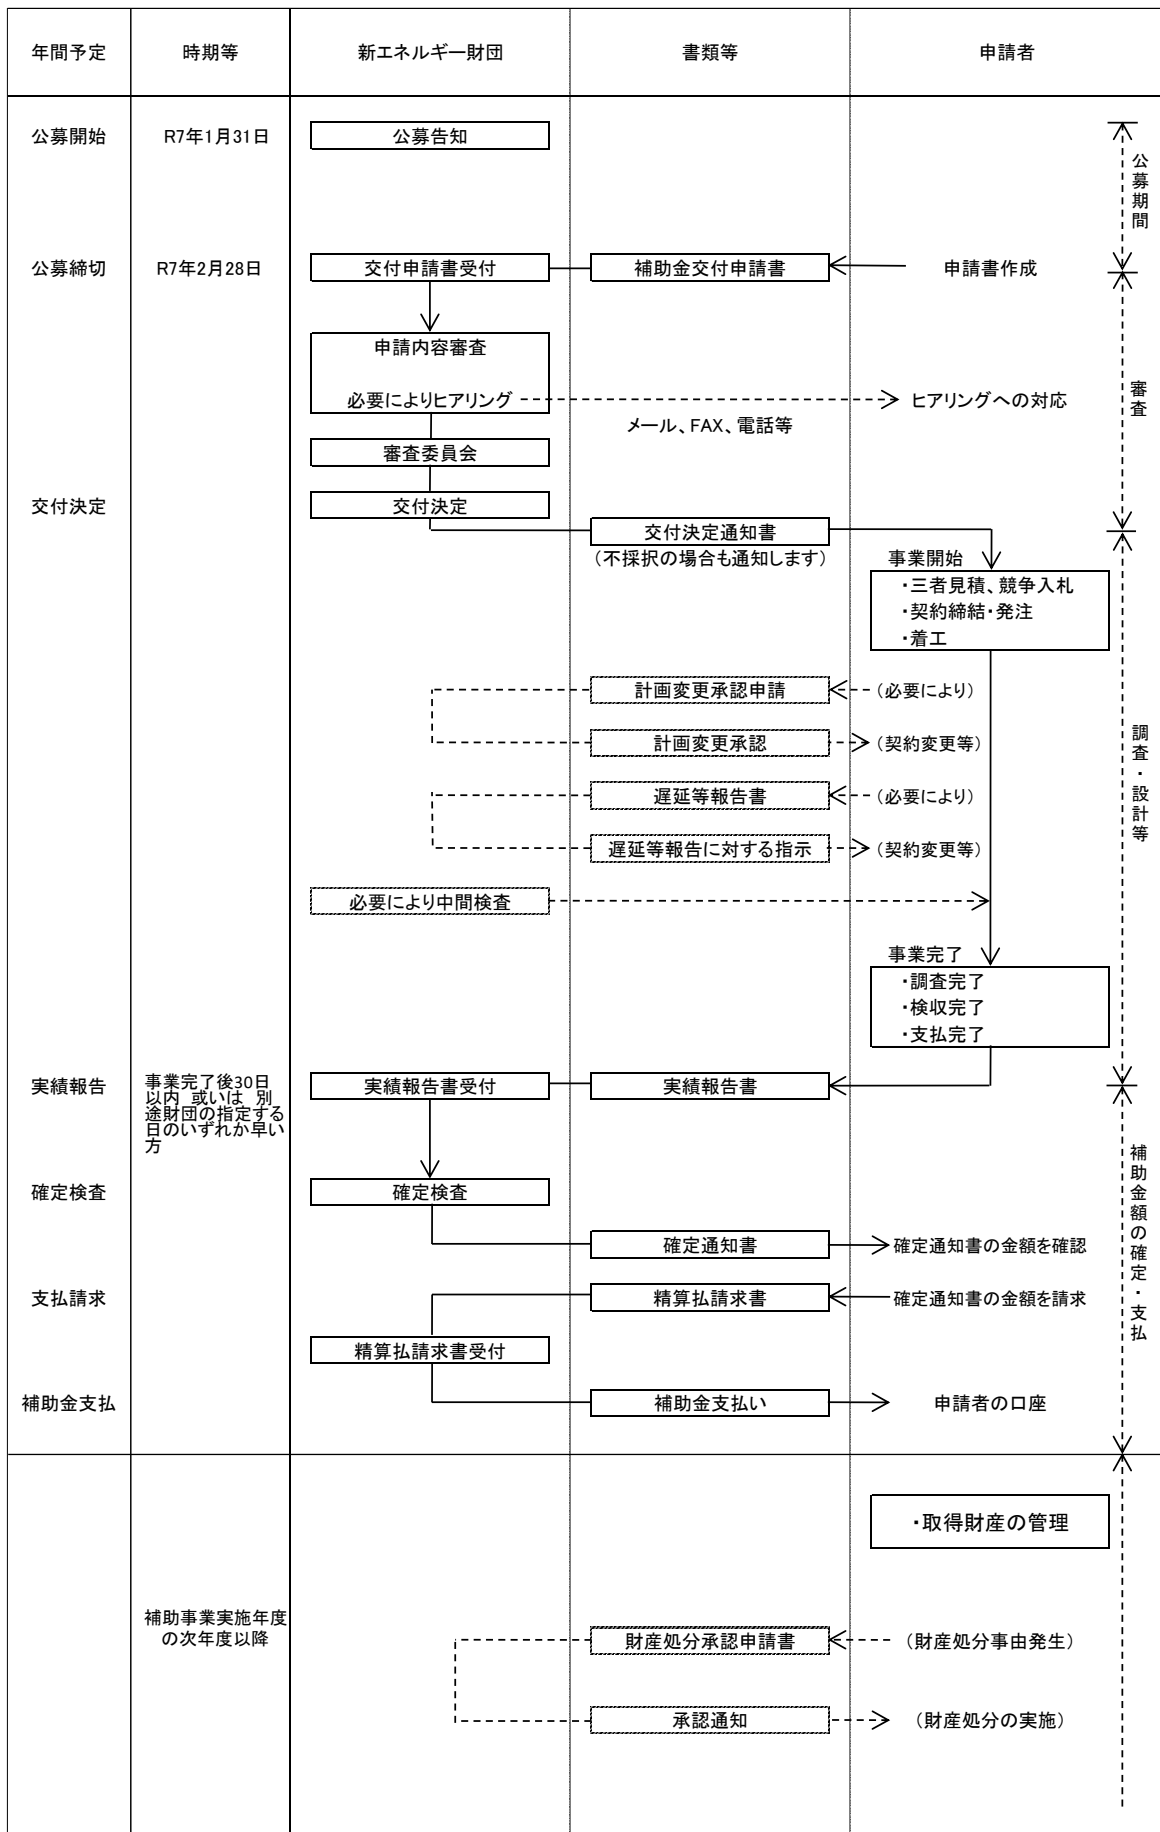 年間予定
時期等
新エネルギー財団
書類等
申請者
公募開始
R7年1月31日
公募告知
公募期間
公募締切
R7年2月28日
交付申請書受付
補助金交付申請書
申請書作成
申請内容審査
必要によりヒアリング
ヒアリングへの対応
メール、FAX、電話等
審査
審査委員会
交付決定
交付決定
交付決定通知書
(不採択の場合も通知します)
事業開始
・三者見積、競争入札
・契約締結・発注
・着工
計画変更承認申請
(必要により)
計画変更承認
(契約変更等)
遅延等報告書
(必要により)
遅延等報告に対する指示
(契約変更等)
調査・設計等
必要により中間検査
事業完了
・調査完了
・検収完了
・支払完了
実績報告
事業完了後30日
以内 或いは 別
途財団の指定する
日のいずれか早い
方
実績報告書受付
実績報告書
確定検査
確定検査
確定通知書
確定通知書の金額を確認
支払請求
精算払請求書
確定通知書の金額を請求
精算払請求書受付
補助金支払
補助金支払い
申請者の口座
補助金額の確定・支払
・取得財産の管理
補助事業実施年度
の次年度以降
財産処分承認申請書
(財産処分事由発生)
承認通知
(財産処分の実施)